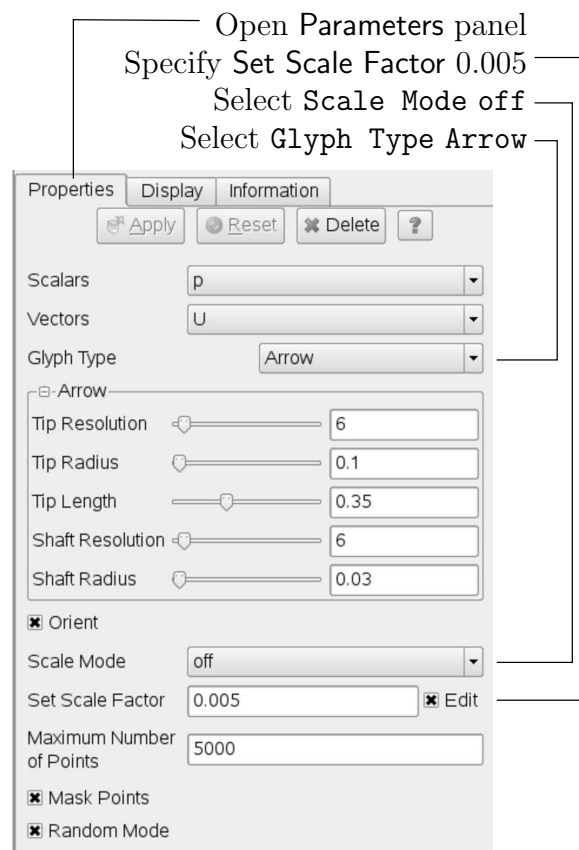 Open Parameters panel
Specify Set Scale Factor 0.005
Select Scale Mode off
Select Glyph Type Arrow
Properties Display Information
Apply Reset Delete ?
Scalars p
Vectors U
Glyph Type Arrow
Arrow
Tip Resolution 6
Tip Radius 0.1
Tip Length 0.35
Shaft Resolution 6
Shaft Radius 0.03
Orient
Scale Mode off
Set Scale Factor 0.005 Edit
Maximum Number
of Points 5000
Mask Points
Random Mode